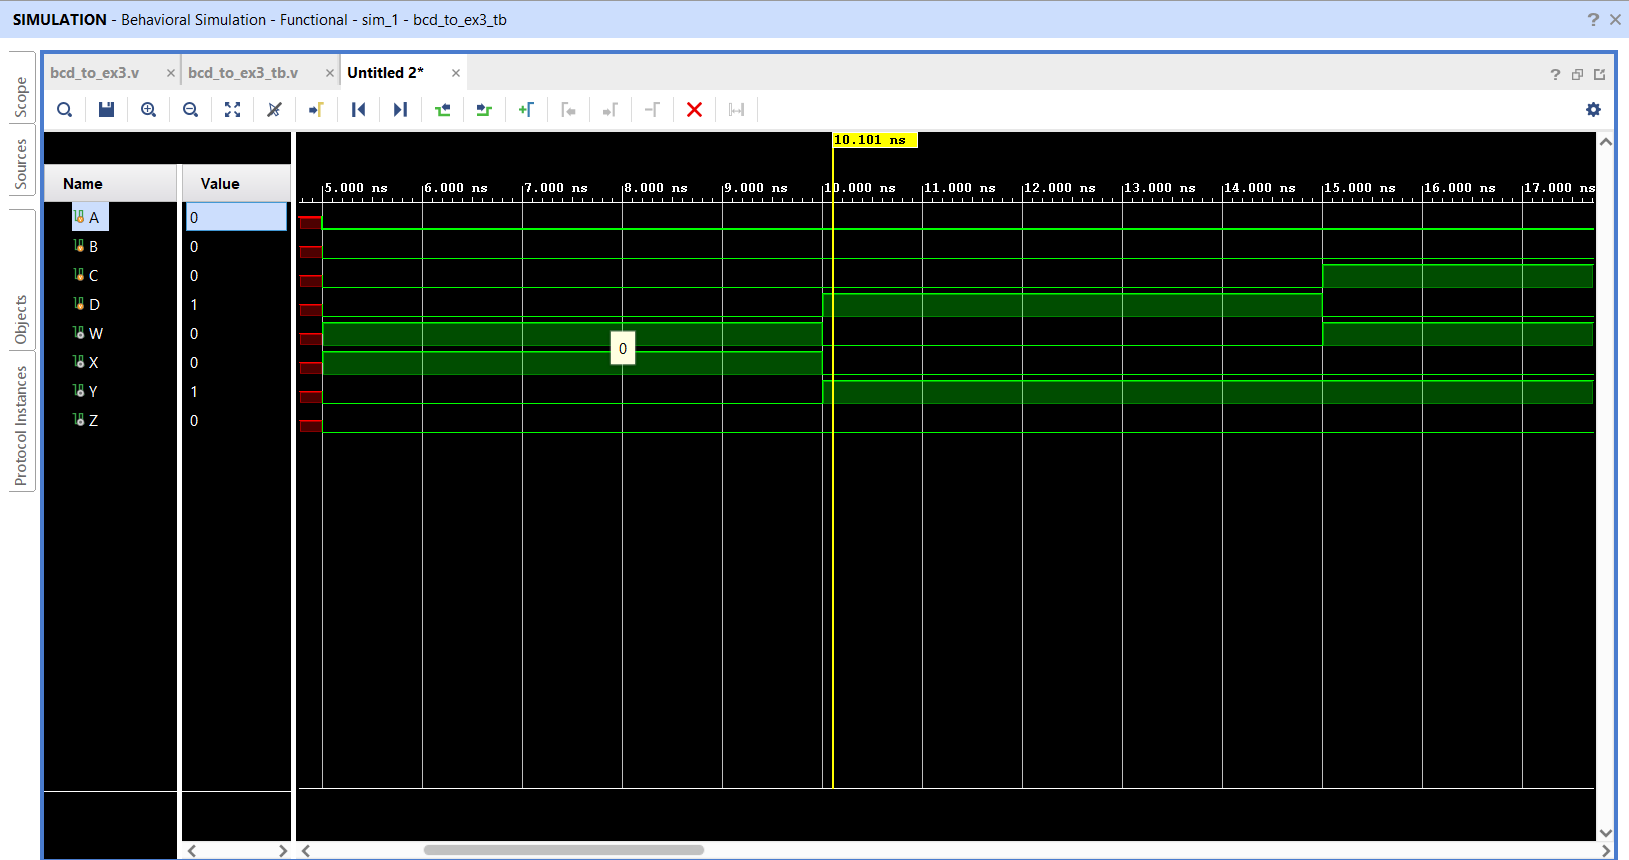 SIMULATION - Behavioral Simulation - Functional - sim_1 - bcd_to_ex3_tb
? ×
Scope
Sources
Objects
Protocol Instances
bcd_to_ex3.v ×
bcd_to_ex3_tb.v ×
Untitled 2* ×
?
10.101 ns
Name
Value
5.000 ns 6.000 ns 7.000 ns 8.000 ns 9.000 ns 10.000 ns 11.000 ns 12.000 ns 13.000 ns 14.000 ns 15.000 ns 16.000 ns 17.000 ns
A 0
B 0
C 0
D 1
W 0
0
X 0
Y 1
Z 0